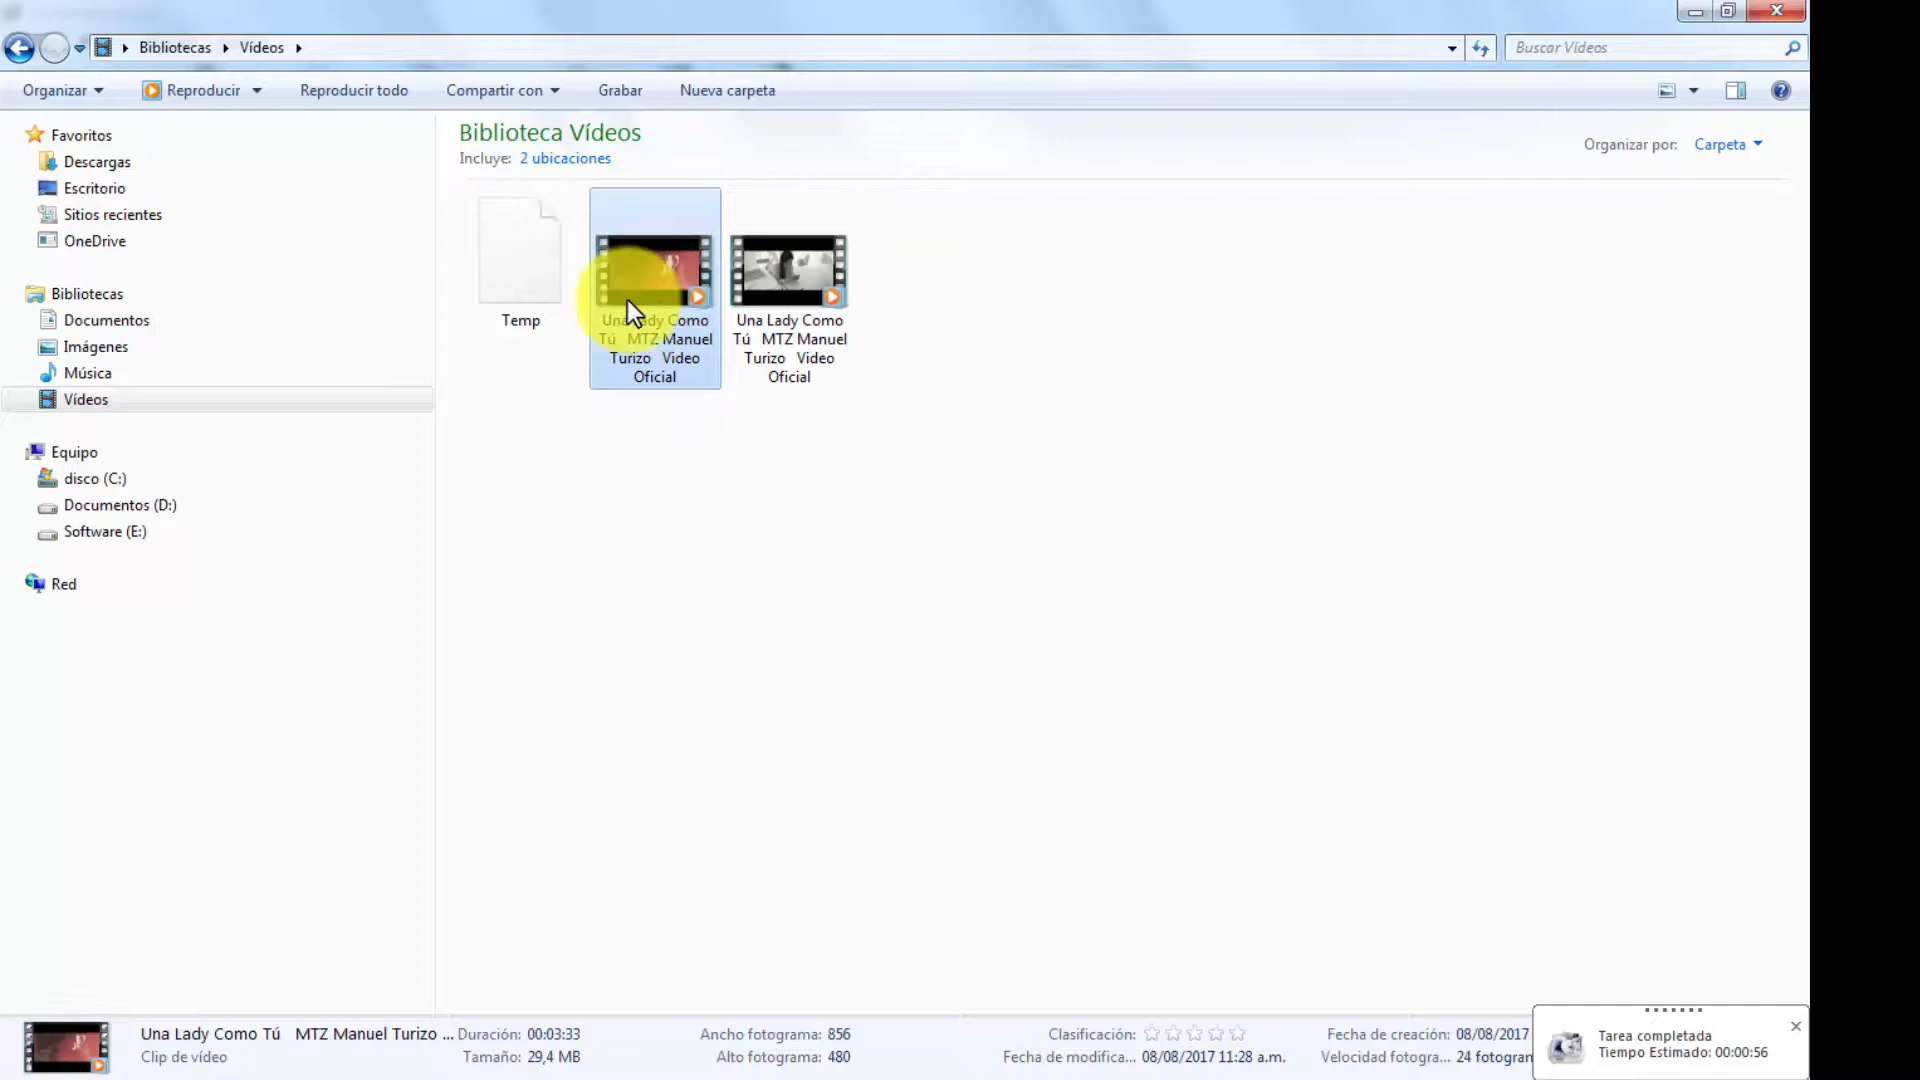 Bibliotecas Vídeos
Buscar Vídeos
Organizar Reproducir Reproducir todo Compartir con Grabar Nueva carpeta
Favoritos
Descargas
Escritorio
Sitios recientes
OneDrive
Bibliotecas
Documentos
Imágenes
Música
Vídeos
Equipo
disco (C:)
Documentos (D:)
Software (E:)
Red
Biblioteca Vídeos
Incluye: 2 ubicaciones
Organizar por: Carpeta
Temp
Una Lady Como
Tú MTZ Manuel
Turizo Video
Oficial
Una Lady Como
Tú MTZ Manuel
Turizo Video
Oficial
Una Lady Como Tú MTZ Manuel Turizo ...
Clip de vídeo
Duración: 00:03:33
Tamaño: 29,4 MB
Ancho fotograma: 856
Alto fotograma: 480
Clasificación:
Fecha de modifica... 08/08/2017 11:28 a.m.
Fecha de creación: 08/08/2017
Velocidad fotogra... 24 fotogran
Tarea completada
Tiempo Estimado: 00:00:56